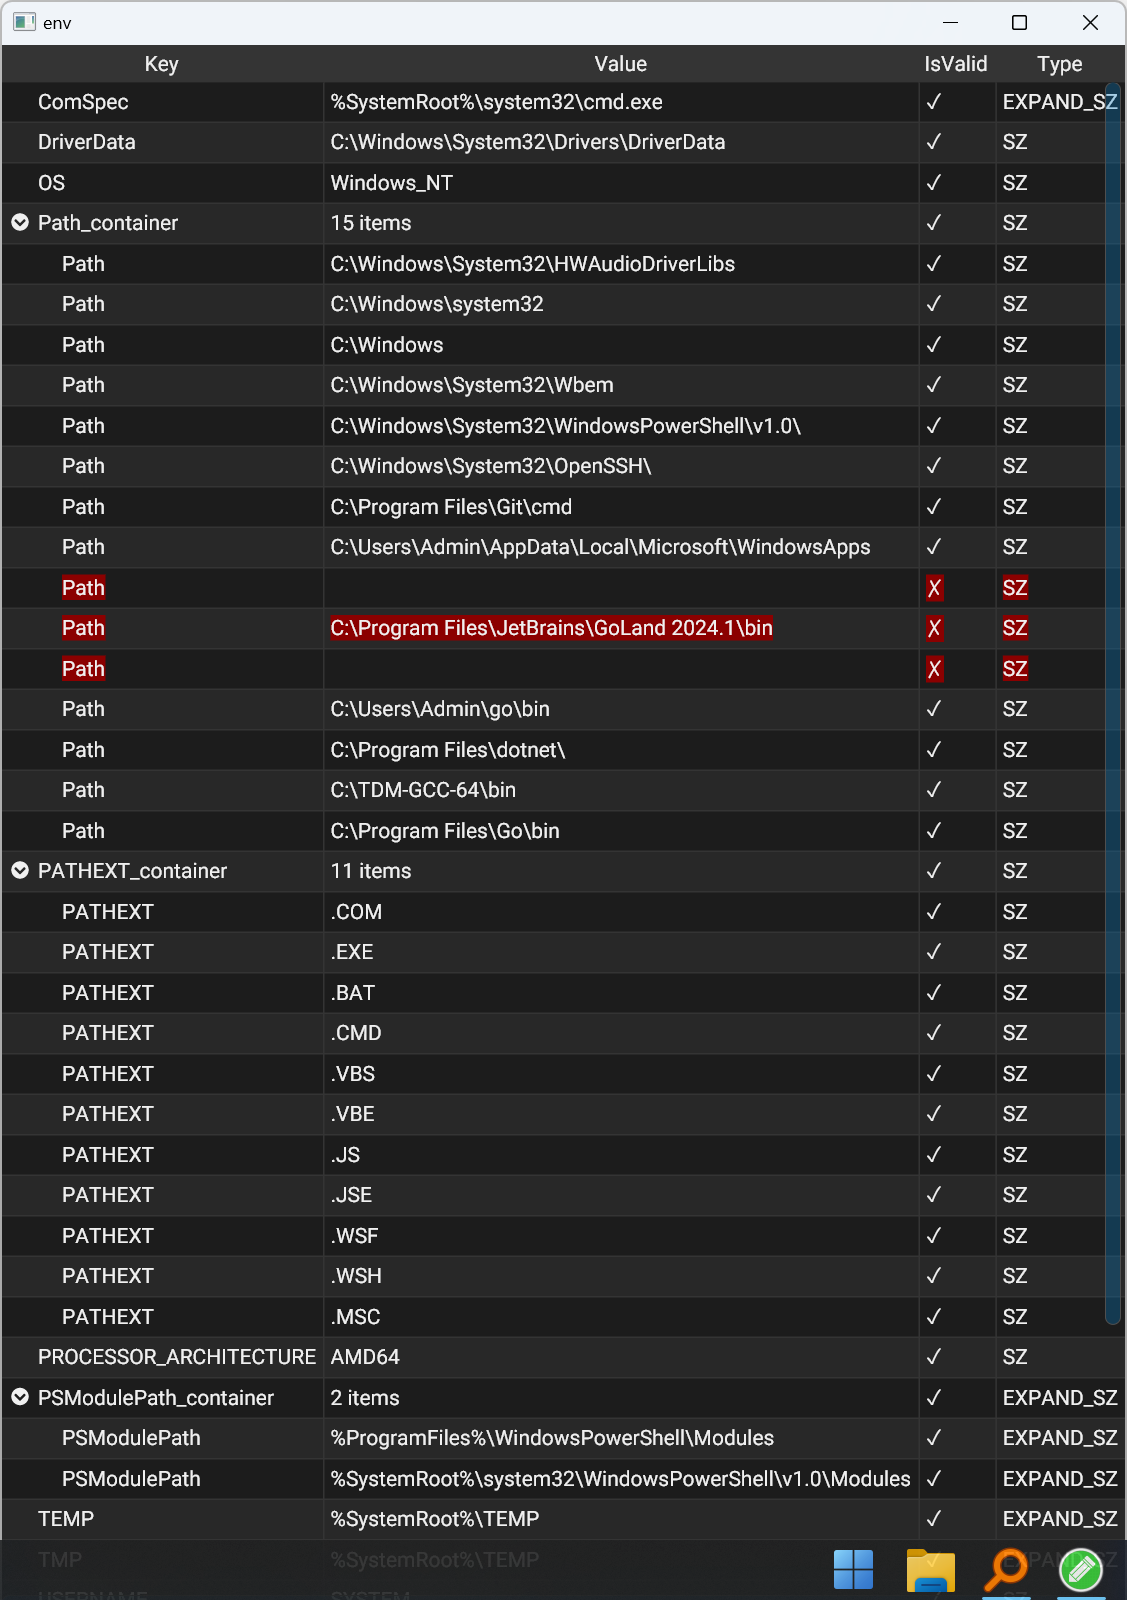 env
Key Value IsValid Type
ComSpec %SystemRoot%\system32\cmd.exe ✓ EXPAND_SZ
DriverData C:\Windows\System32\Drivers\DriverData ✓ SZ
OS Windows_NT ✓ SZ
Path_container 15 items ✓ SZ
Path C:\Windows\System32\HWAudioDriverLibs ✓ SZ
Path C:\Windows\system32 ✓ SZ
Path C:\Windows ✓ SZ
Path C:\Windows\System32\Wbem ✓ SZ
Path C:\Windows\System32\WindowsPowerShell\v1.0\ ✓ SZ
Path C:\Windows\System32\OpenSSH\ ✓ SZ
Path C:\Program Files\Git\cmd ✓ SZ
Path C:\Users\Admin\AppData\Local\Microsoft\WindowsApps ✓ SZ
Path ✗ SZ
Path C:\Program Files\JetBrains\GoLand 2024.1\bin ✗ SZ
Path ✗ SZ
Path C:\Users\Admin\go\bin ✓ SZ
Path C:\Program Files\dotnet\ ✓ SZ
Path C:\TDM-GCC-64\bin ✓ SZ
Path C:\Program Files\Go\bin ✓ SZ
PATHEXT_container 11 items ✓ SZ
PATHEXT .COM ✓ SZ
PATHEXT .EXE ✓ SZ
PATHEXT .BAT ✓ SZ
PATHEXT .CMD ✓ SZ
PATHEXT .VBS ✓ SZ
PATHEXT .VBE ✓ SZ
PATHEXT .JS ✓ SZ
PATHEXT .JSE ✓ SZ
PATHEXT .WSF ✓ SZ
PATHEXT .WSH ✓ SZ
PATHEXT .MSC ✓ SZ
PROCESSOR_ARCHITECTURE AMD64 ✓ SZ
PSModulePath_container 2 items ✓ EXPAND_SZ
PSModulePath %ProgramFiles%\WindowsPowerShell\Modules ✓ EXPAND_SZ
PSModulePath %SystemRoot%\system32\WindowsPowerShell\v1.0\Modules ✓ EXPAND_SZ
TEMP %SystemRoot%\TEMP ✓ EXPAND_SZ
TMP %SystemRoot%\TEMP
USERNAME SYSTEM